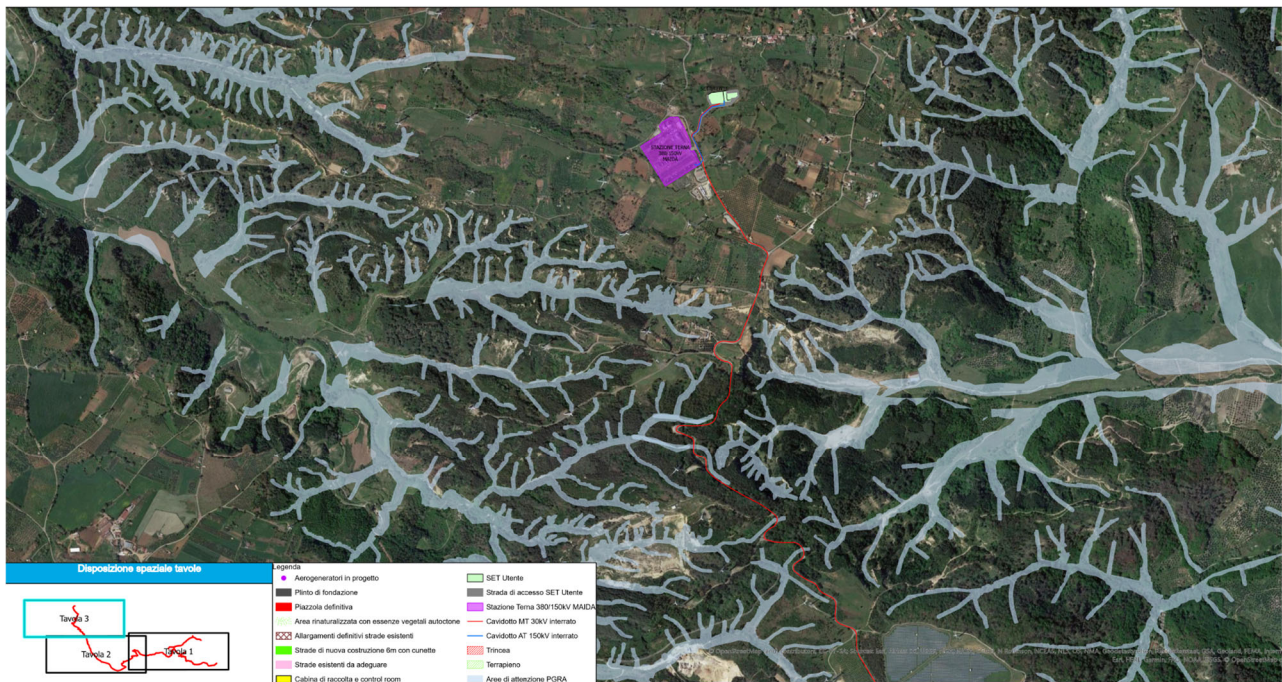 STAZIONE TERNA
380/150kV
MAIDA
Disposizione spaziale tavole
Tavola 3
Tavola 2
Tavola 1
Legenda
Aerogeneratori in progetto
Plinto di fondazione
Piazzola definitiva
Area rinaturalizzata con essenze vegetali autoctone
Allargamenti definitivi strade esistenti
Strade di nuova costruzione 6m con cunette
Strade esistenti da adeguare
Cabina di raccolta e control room
SET Utente
Strada di accesso SET Utente
Stazione Terna 380/150kV MAIDA
Cavidotto MT 30kV interrato
Cavidotto AT 150kV interrato
Trincea
Terrapieno
Aree di attenzione PGRA
© OpenStreetMap